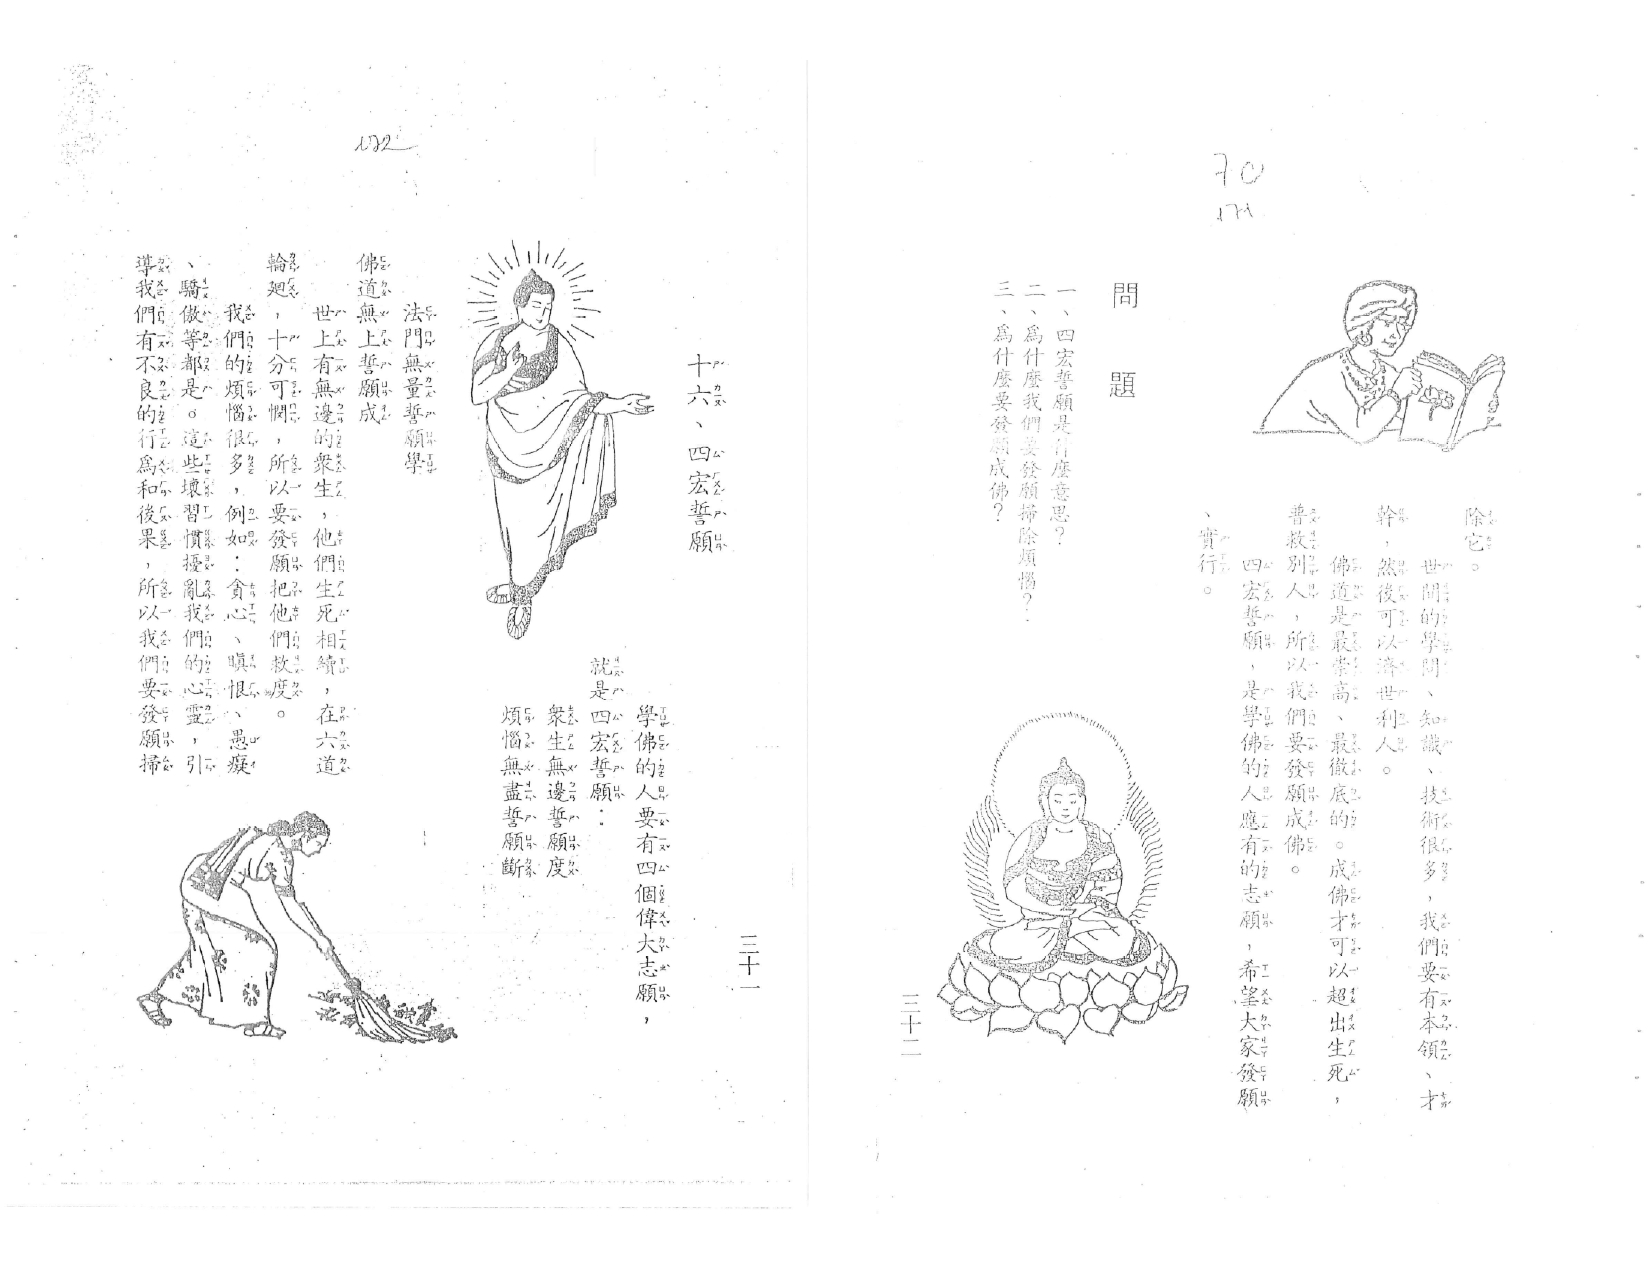 172
三十一
十六、四宏誓願
學佛的人要有四個偉大志願，
就是四宏誓願：
衆生無邊誓願度
煩惱無盡誓願斷
法門無量誓願學
佛道無上誓願成
世上有無邊的衆生，他們生死相續，在六道
輪廻，十分可憫，所以要發願把他們救度。
我們的煩惱很多，例如：貪心、瞋恨、愚癡
、驕傲等都是。這些壞習慣擾亂我們的心靈，引
導我們有不良的行爲和後果，所以我們要發願掃
70
171
除它。
世間的學問、知識、技術很多，我們要有本領、才
幹，然後可以濟世利人。
佛道是最崇高、最徹底的。成佛才可以超出生死，
普救別人，所以我們要發願成佛。
四宏誓願，是學佛的人應有的志願，希望大家發願
、實行。
問題
一、四宏誓願是什麼意思？
二、爲什麼我們要發願掃除煩惱？
三、爲什麼要發願成佛？
三十二